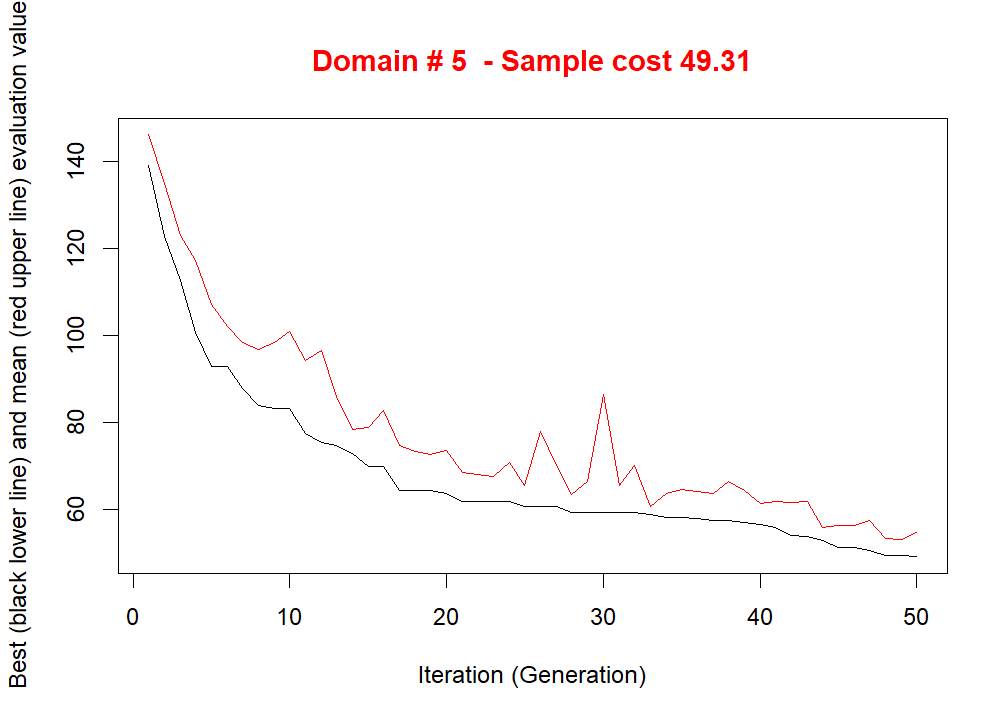 Domain # 5  - Sample cost 49.31
Best (black lower line) and mean (red upper line) evaluation value
140
120
100
80
60
0 10 20 30 40 50
Iteration (Generation)